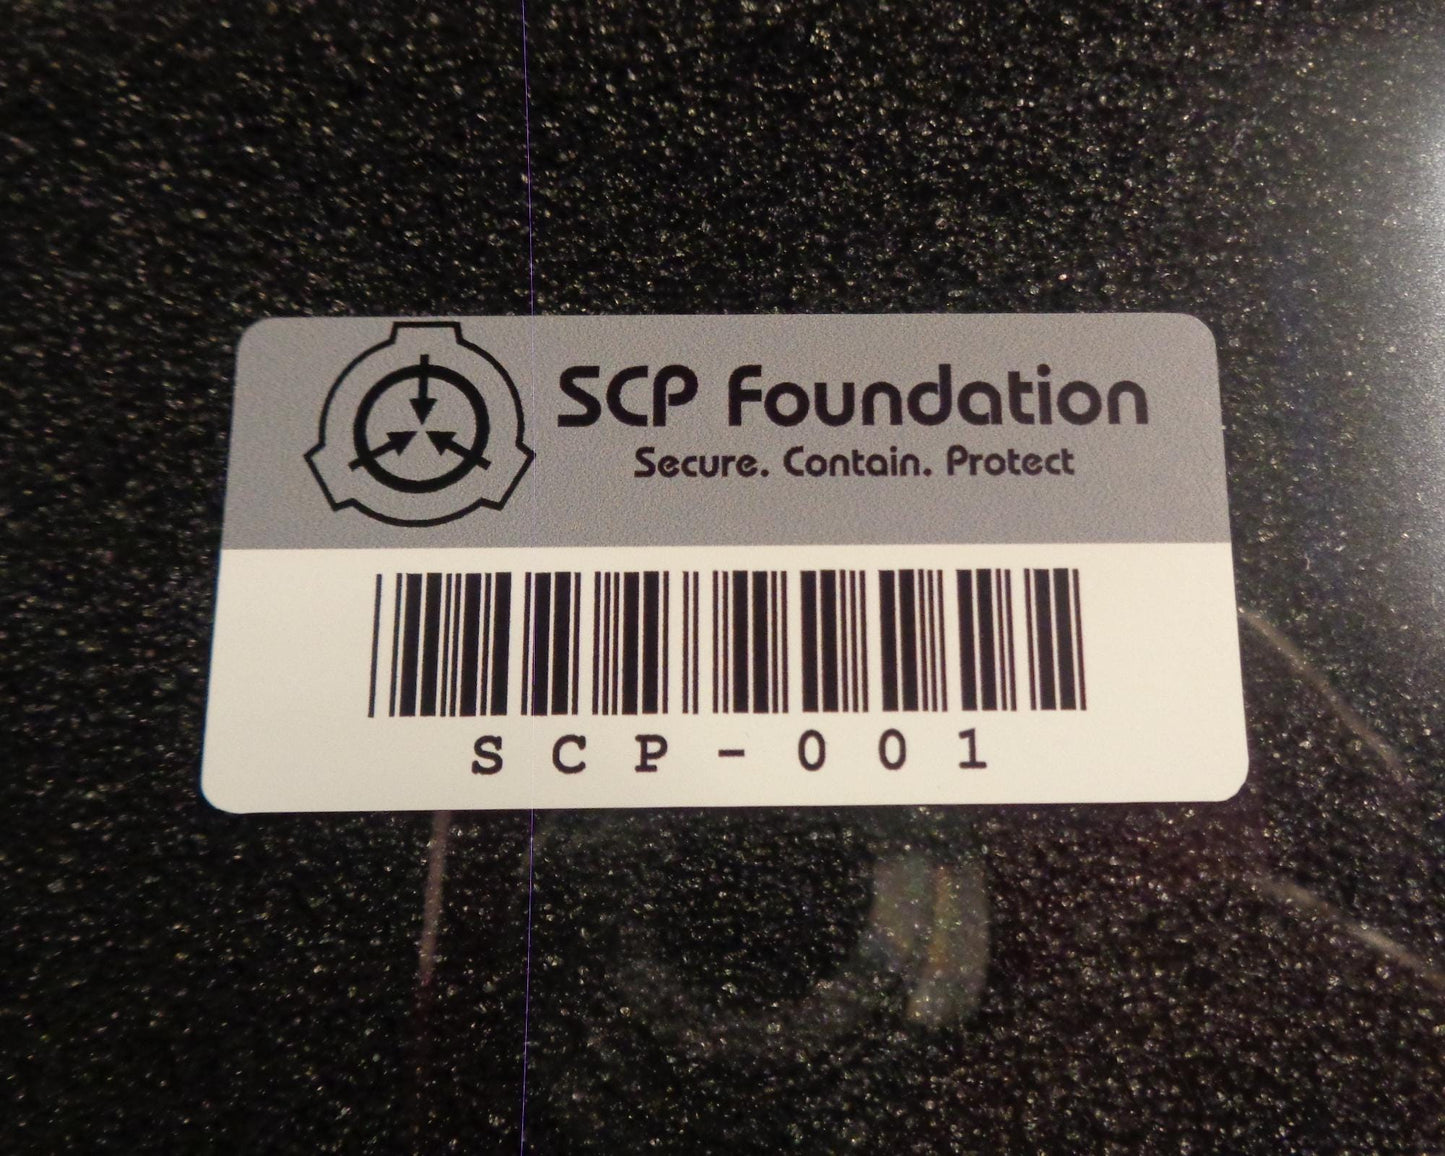 SCP Foundation
Secure. Contain. Protect
SCP-001